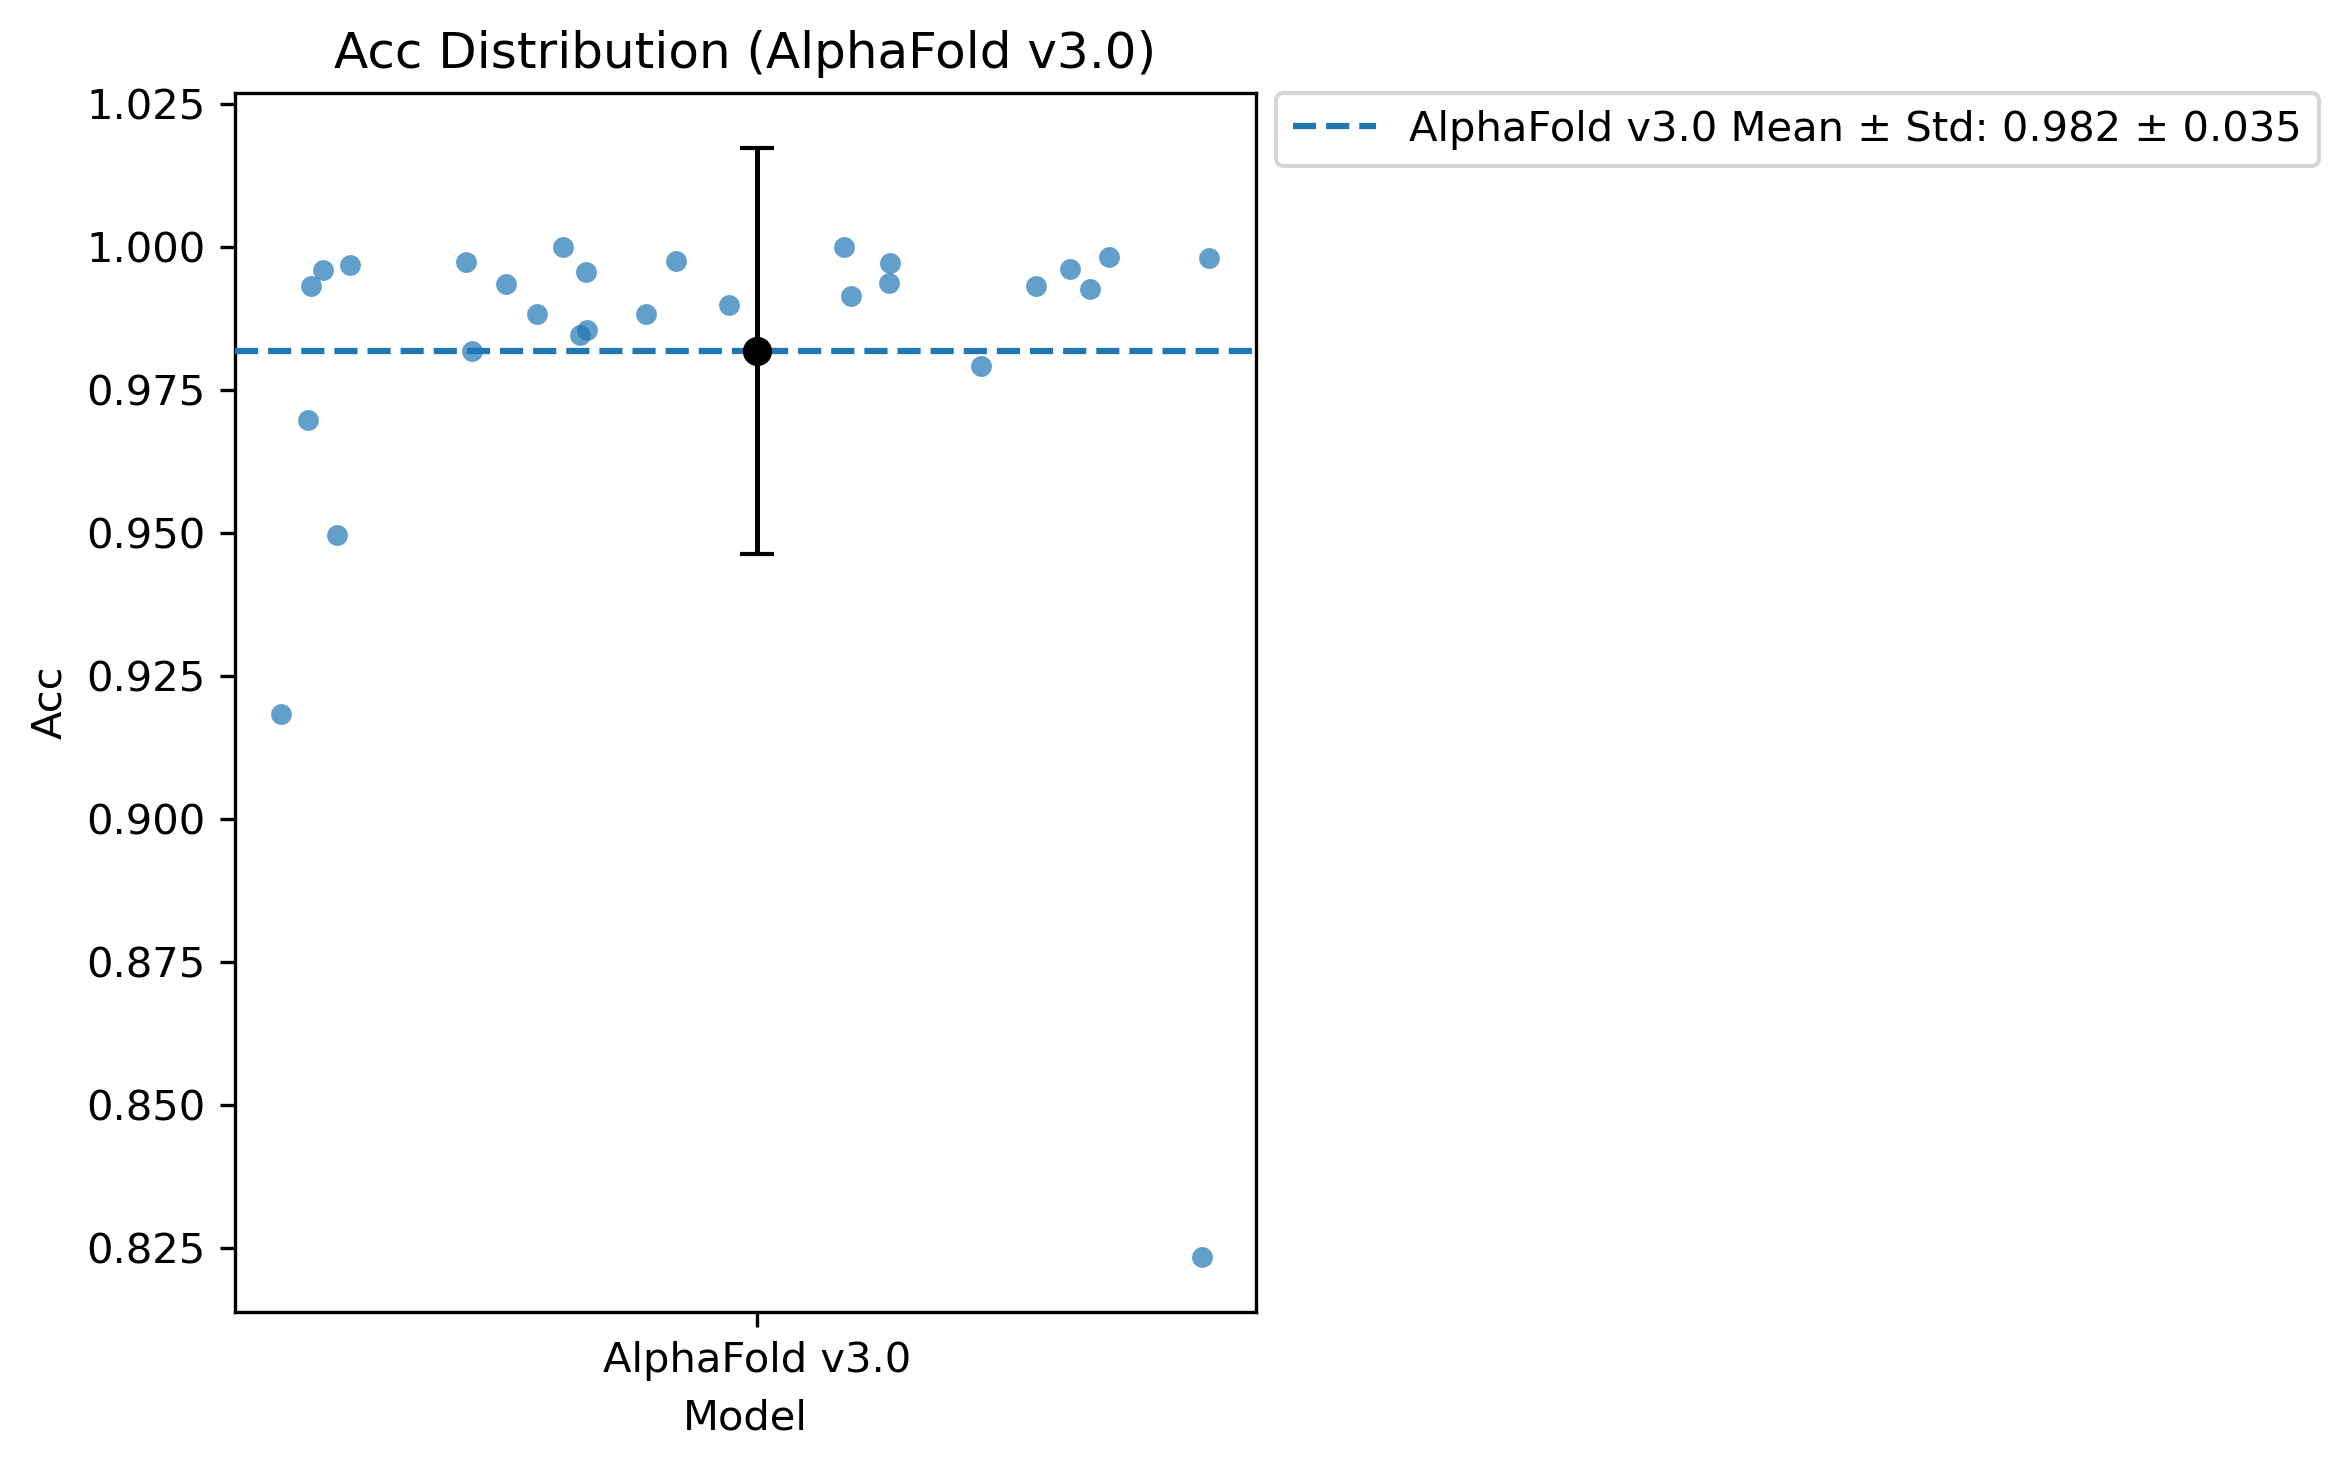 Acc Distribution (AlphaFold v3.0)
AlphaFold v3.0 Mean ± Std: 0.982 ± 0.035
1.025
1.000
0.975
0.950
0.925
0.900
0.875
0.850
0.825
Acc
AlphaFold v3.0
Model